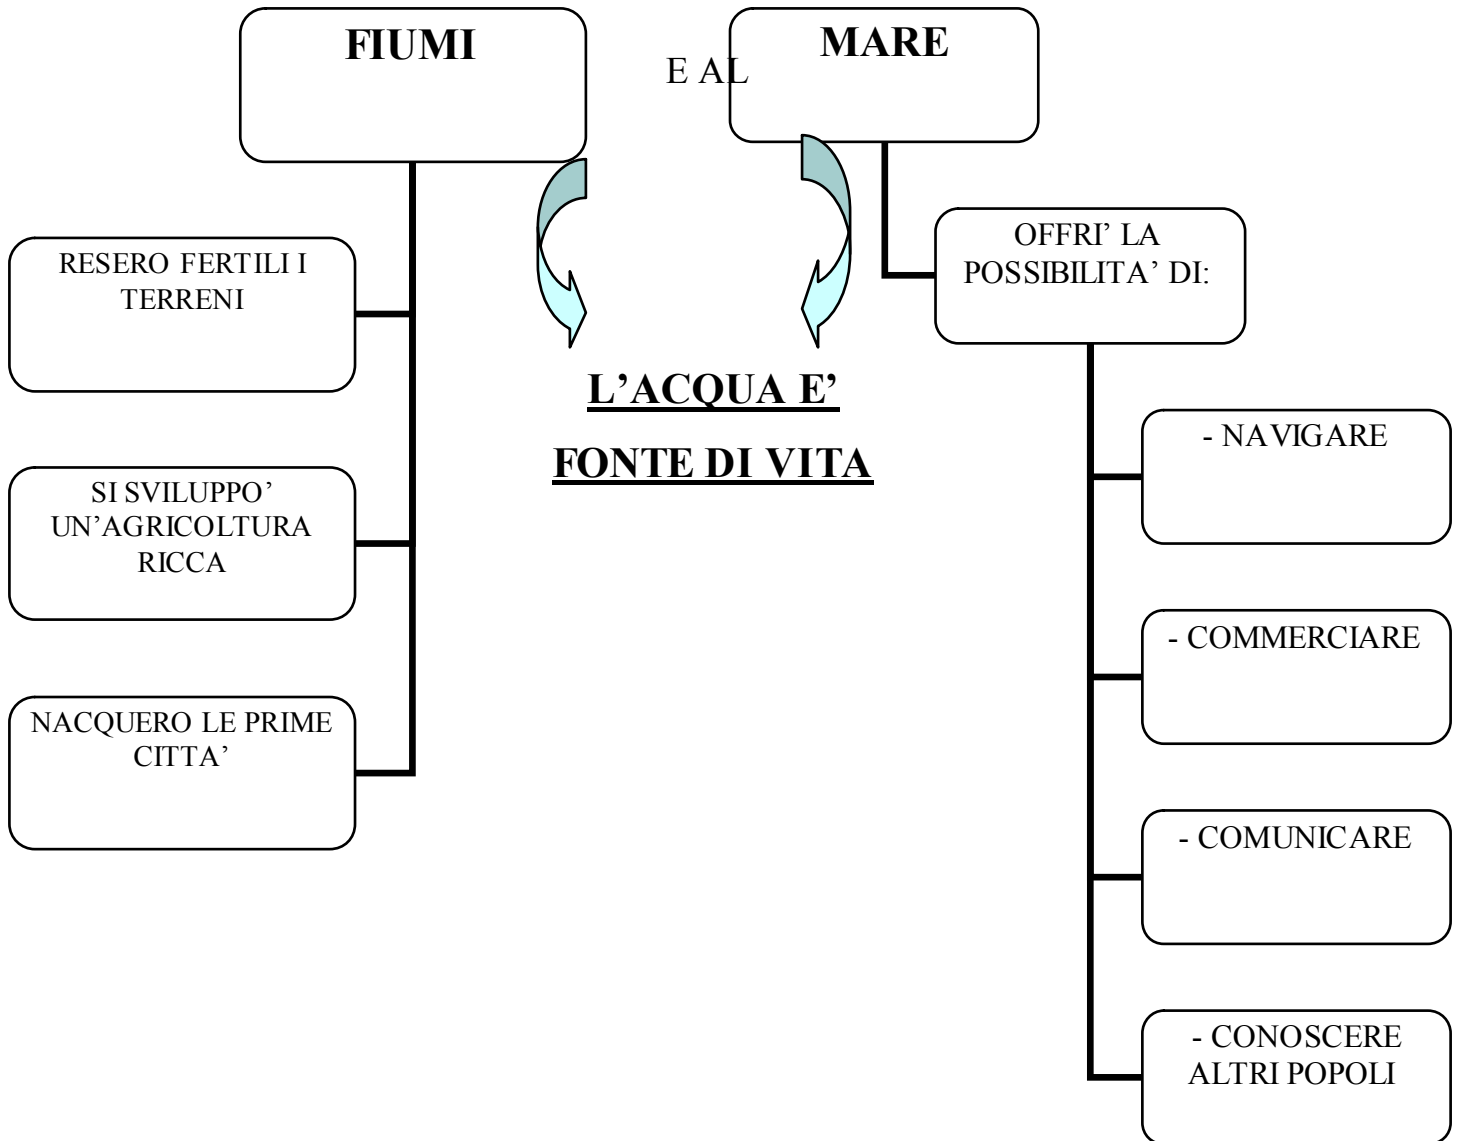 FIUMI
E AL
MARE
RESERO FERTILI I
TERRENI
SI SVILUPPO'
UN'AGRICOLTURA
RICCA
NACQUERO LE PRIME
CITTA'
L'ACQUA E'
FONTE DI VITA
OFFRI' LA
POSSIBILITA' DI:
- NAVIGARE
- COMMERCIARE
- COMUNICARE
- CONOSCERE
ALTRI POPOLI